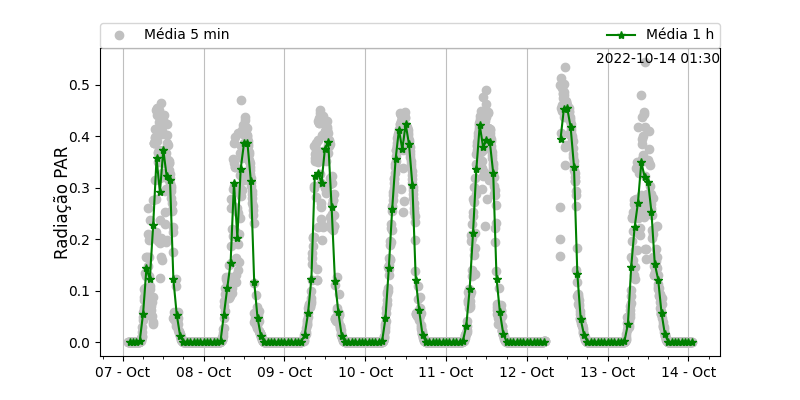 Média 5 min
Média 1 h
2022-10-14 01:30
Radiação PAR
0.5
0.4
0.3
0.2
0.1
0.0
07 - Oct
08 - Oct
09 - Oct
10 - Oct
11 - Oct
12 - Oct
13 - Oct
14 - Oct